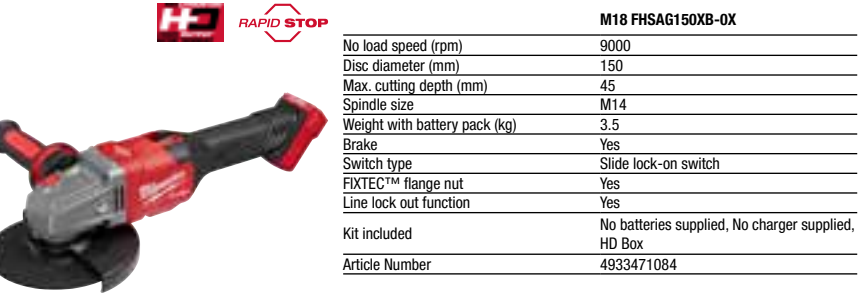 RAPID STOP
M18 FHSAG150XB-0X
No load speed (rpm) 9000
Disc diameter (mm) 150
Max. cutting depth (mm) 45
Spindle size M14
Weight with battery pack (kg) 3.5
Brake Yes
Switch type Slide lock-on switch
FIXTEC™ flange nut Yes
Line lock out function Yes
Kit included No batteries supplied, No charger supplied,
HD Box
Article Number 4933471084